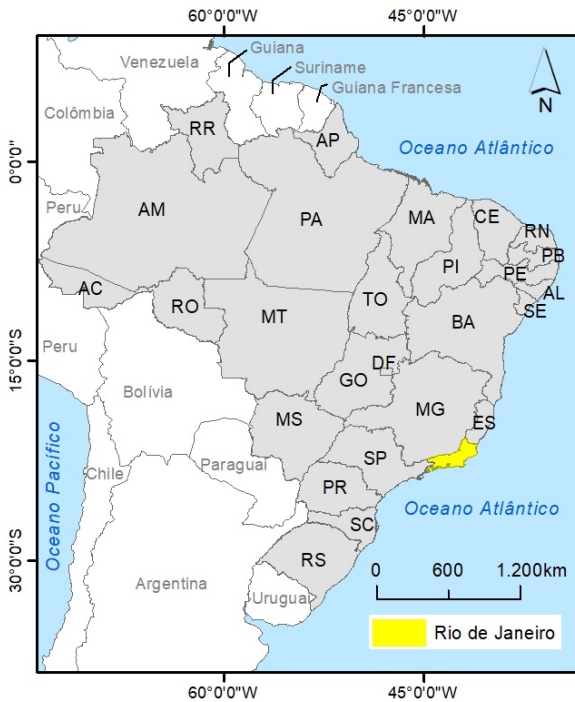 60°0'0"W
45°0'0"W
Guiana
Venezuela
Suriname
Guiana Francesa
N
Colômbia
RR
AP
Oceano Atlântico
0°0'0"
Peru
AM
PA
MA
CE
RN
PB
PI
PE
AC
AL
RO
TO
SE
MT
BA
Peru
15°0'0"S
DF
GO
Bolívia
MG
MS
ES
Oceano Pacífico
SP
Paraguai
Chile
PR
Oceano Atlântico
SC
30°0'0"S
RS
0 600 1.200km
Argentina
Uruguai
Rio de Janeiro
60°0'0"W
45°0'0"W